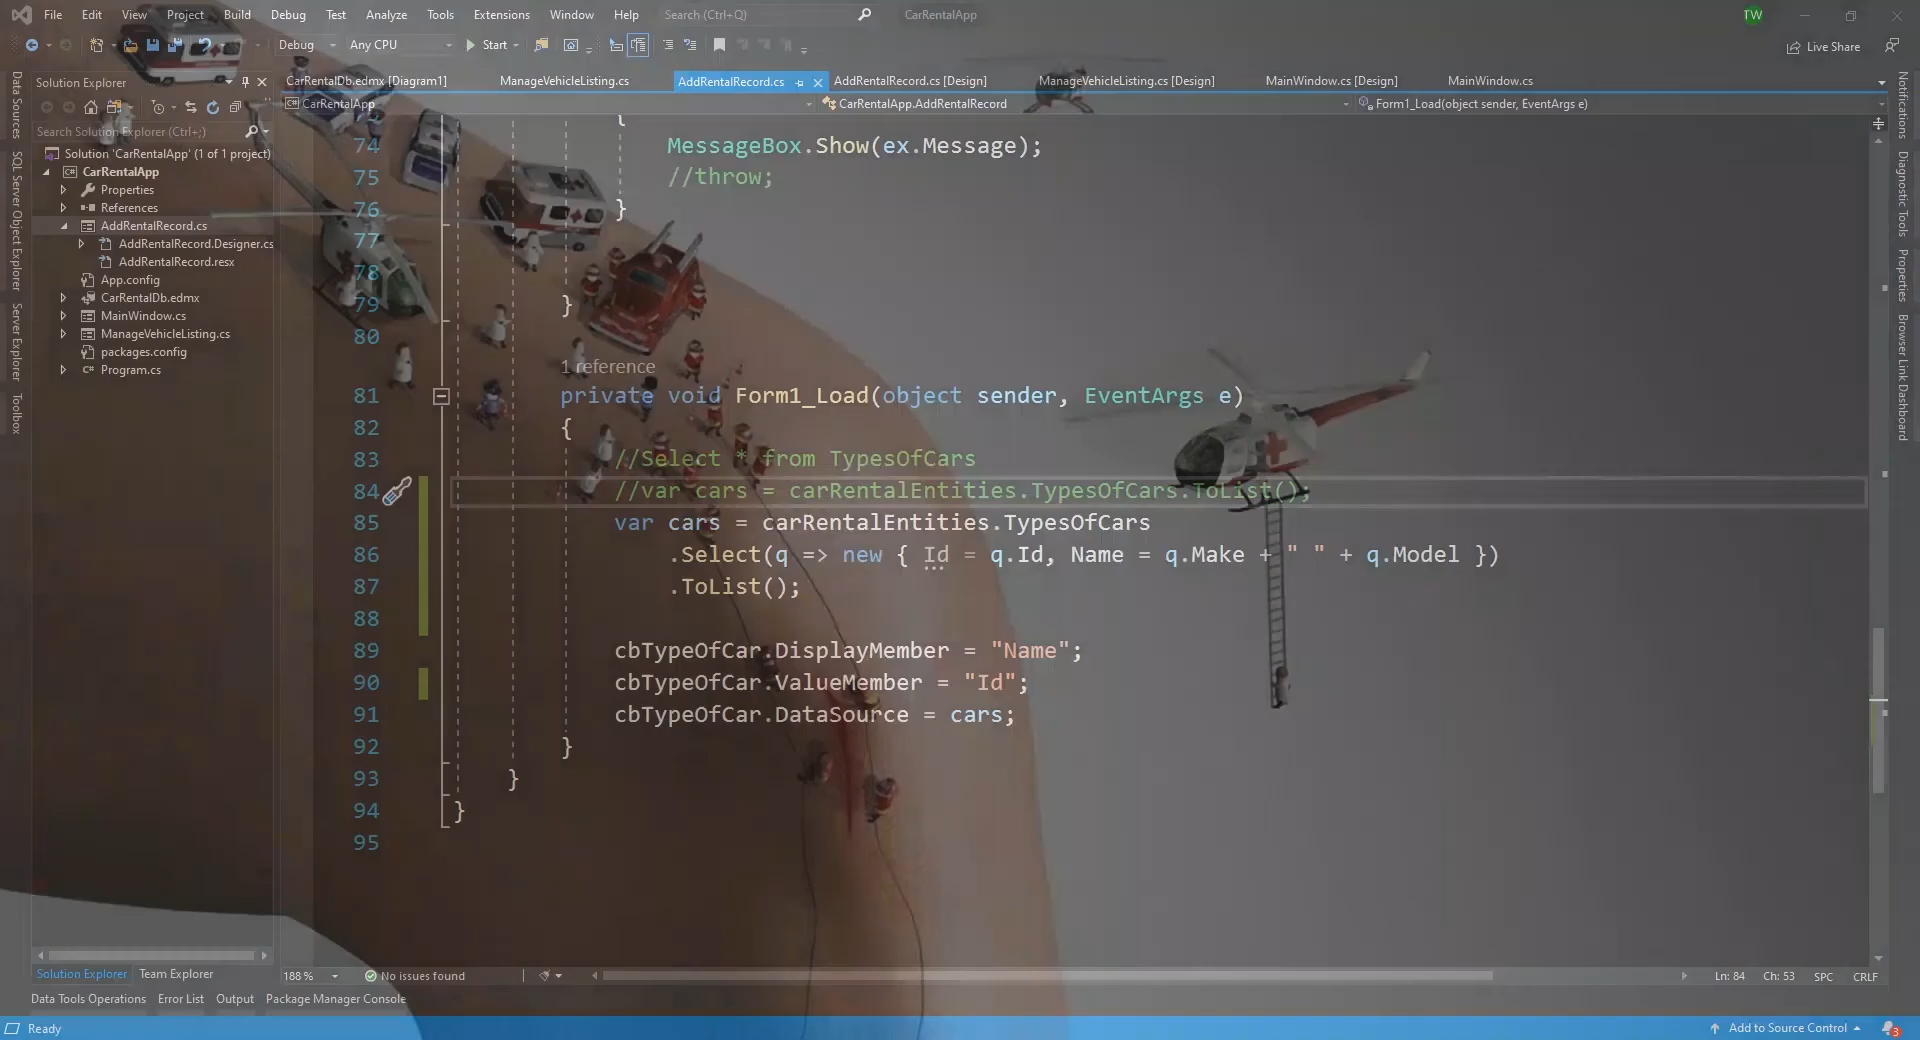 File Edit View Project Build Debug Test Analyze Tools Extensions Window Help Search (Ctrl+Q) CarRentalApp TW
Debug Any CPU Start Live Share
Solution Explorer
CarRentalDb.edmx [Diagram1] ManageVehicleListing.cs AddRentalRecord.cs AddRentalRecord.cs [Design] ManageVehicleListing.cs [Design] MainWindow.cs [Design] MainWindow.cs
CarRentalApp CarRentalApp.AddRentalRecord Form1_Load(object sender, EventArgs e)
Search Solution Explorer (Ctrl+;)
Solution 'CarRentalApp' (1 of 1 project)
CarRentalApp
Properties
References
AddRentalRecord.cs
AddRentalRecord.Designer.cs
AddRentalRecord.resx
App.config
CarRentalDb.edmx
MainWindow.cs
ManageVehicleListing.cs
packages.config
Program.cs
Data Sources
SQL Server Object Explorer
Server Explorer
Toolbox
{
74 MessageBox.Show(ex.Message);
75 //throw;
76 }
77
78
79 }
80
1 reference
81 private void Form1_Load(object sender, EventArgs e)
82 {
83 //Select * from TypesOfCars
84 //var cars = carRentalEntities.TypesOfCars.ToList();
85 var cars = carRentalEntities.TypesOfCars
86 .Select(q => new { Id = q.Id, Name = q.Make + " " + q.Model })
87 .ToList();
88
89 cbTypeOfCar.DisplayMember = "Name";
90 cbTypeOfCar.ValueMember = "Id";
91 cbTypeOfCar.DataSource = cars;
92 }
93 }
94 }
95
Notifications
Diagnostic Tools
Properties
Browser Link Dashboard
Solution Explorer Team Explorer
188 % No issues found Ln: 84 Ch: 53 SPC CRLF
Data Tools Operations Error List Output Package Manager Console
Ready Add to Source Control 3